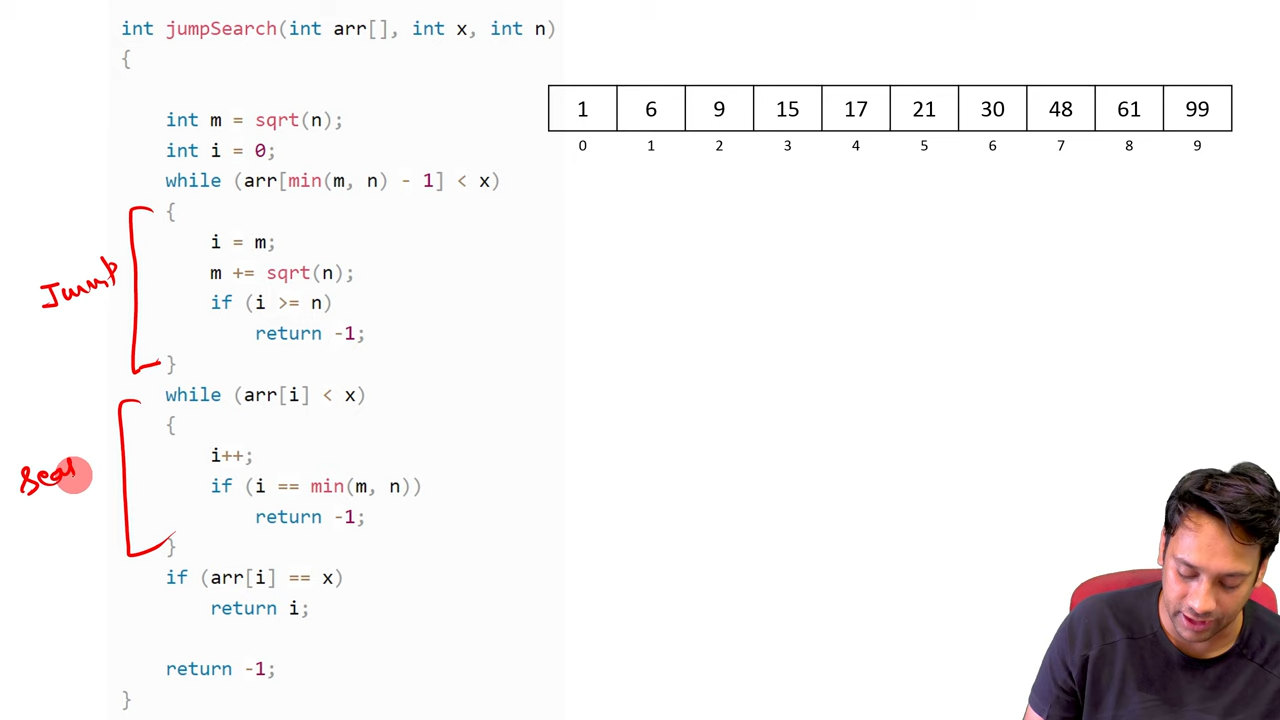 int jumpSearch(int arr[], int x, int n)
{
int m = sqrt(n);
int i = 0;
while (arr[min(m, n) - 1] < x)
{
i = m;
m += sqrt(n);
if (i >= n)
return -1;
}
while (arr[i] < x)
{
i++;
if (i == min(m, n))
return -1;
}
if (arr[i] == x)
return i;
return -1;
}
Jump
Sea
1 6 9 15 17 21 30 48 61 99
0 1 2 3 4 5 6 7 8 9